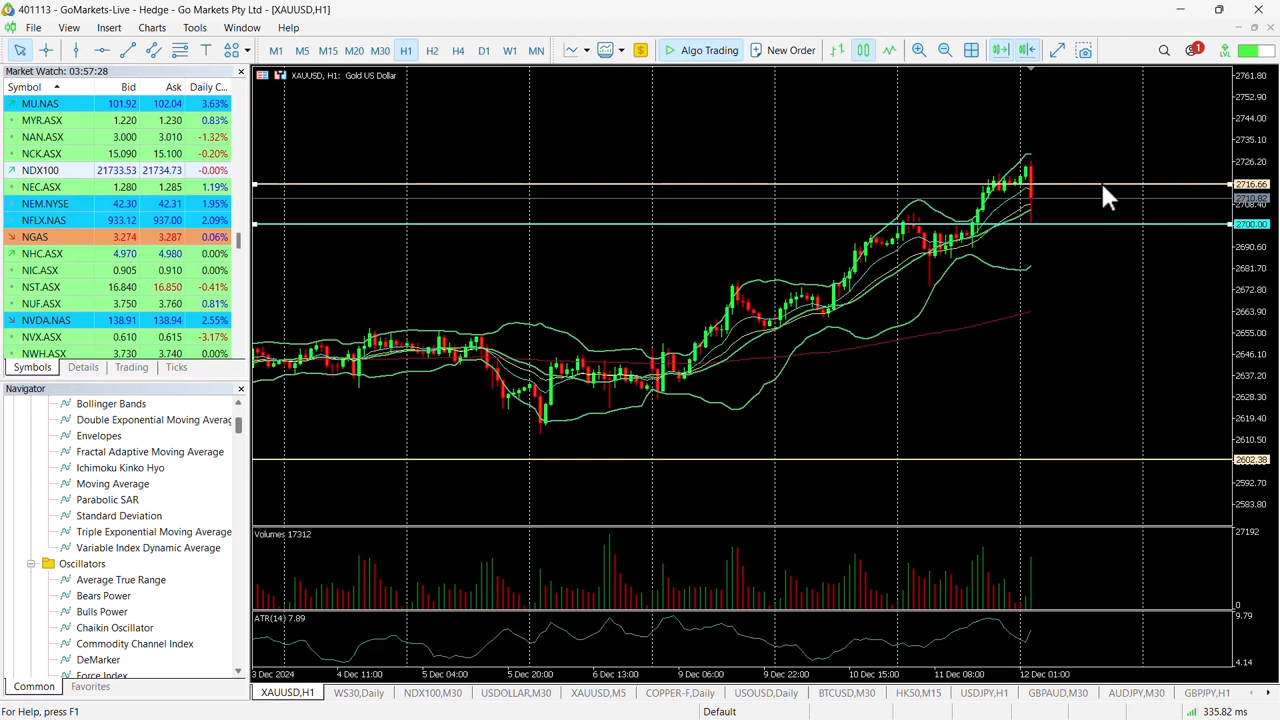 401113 - GoMarkets-Live - Hedge - Go Markets Pty Ltd - [XAUUSD,H1]
File View Insert Charts Tools Window Help
M1 M5 M15 M20 M30 H1 H2 H4 D1 W1 MN Algo Trading New Order 1
Market Watch: 03:57:28
Symbol Bid Ask Daily C...
MU.NAS 101.92 102.04 3.63%
MYR.ASX 1.220 1.230 0.83%
NAN.ASX 3.000 3.010 -1.32%
NCK.ASX 15.090 15.100 -0.20%
NDX100 21733.53 21734.73 -0.00%
NEC.ASX 1.280 1.285 1.19%
NEM.NYSE 42.30 42.31 1.95%
NFLX.NAS 933.12 937.00 2.09%
NGAS 3.274 3.287 0.06%
NHC.ASX 4.970 4.980 0.00%
NIC.ASX 0.905 0.910 0.00%
NST.ASX 16.840 16.850 -0.41%
NUF.ASX 3.750 3.760 0.81%
NVDA.NAS 138.91 138.94 2.55%
NVX.ASX 0.610 0.615 -3.17%
NWH.ASX 3.730 3.740 0.00%
Symbols Details Trading Ticks
Navigator
Bollinger Bands
Double Exponential Moving Averag
Envelopes
Fractal Adaptive Moving Average
Ichimoku Kinko Hyo
Moving Average
Parabolic SAR
Standard Deviation
Triple Exponential Moving Average
Variable Index Dynamic Average
Oscillators
Average True Range
Bears Power
Bulls Power
Chaikin Oscillator
Commodity Channel Index
DeMarker
Force Index
Common Favorites
XAUUSD, H1: Gold US Dollar
2761.80
2752.90
2744.00
2735.10
2726.20
2716.66
2710.82
2708.40
2700.00
2690.60
2681.70
2672.80
2663.90
2655.00
2646.10
2637.20
2628.30
2619.40
2610.50
2602.38
2592.70
2583.80
Volumes 17312
27192
0
ATR(14) 7.89
9.79
4.14
3 Dec 2024 4 Dec 11:00 5 Dec 04:00 5 Dec 20:00 6 Dec 13:00 9 Dec 06:00 9 Dec 22:00 10 Dec 15:00 11 Dec 08:00 12 Dec 01:00
XAUUSD,H1 WS30,Daily NDX100,M30 USDOLLAR,M30 XAUUSD,M5 COPPER-F,Daily USOUSD,Daily BTCUSD,M30 HK50,M15 USDJPY,H1 GBPAUD,M30 AUDJPY,M30 GBPJPY,H1
For Help, press F1 Default 335.82 ms